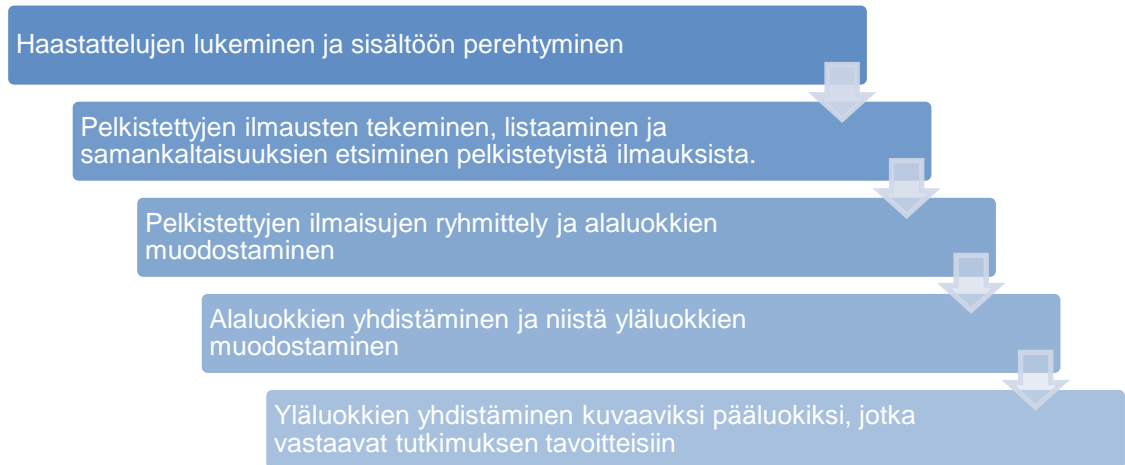 Haastattelujen lukeminen ja sisältöön perehtyminen
Pelkistettyjen ilmausten tekeminen, listaaminen ja
samankaltaisuuksien etsiminen pelkistetyistä ilmauksista.
Pelkistettyjen ilmaisujen ryhmittely ja alaluokkien
muodostaminen
Alaluokkien yhdistäminen ja niistä yläluokkien
muodostaminen
Yläluokkien yhdistäminen kuvaaviksi pääluokiksi, jotka
vastaavat tutkimuksen tavoitteisiin